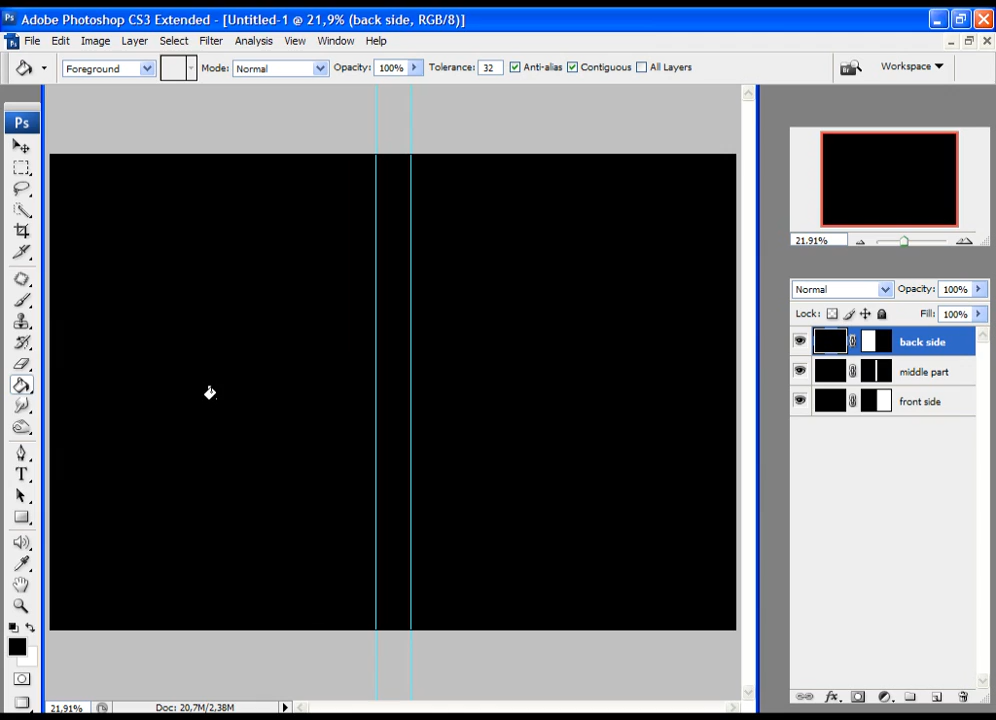 Adobe Photoshop CS3 Extended - [Untitled-1 @ 21,9% (back side, RGB/8)]
File Edit Image Layer Select Filter Analysis View Window Help
Foreground Mode: Normal Opacity: 100% Tolerance: 32 Anti-alias Contiguous All Layers Workspace
Ps
21.91%
Normal Opacity: 100%
Lock: Fill: 100%
back side
middle part
front side
T
21,91% Doc: 20,7M/2,38M